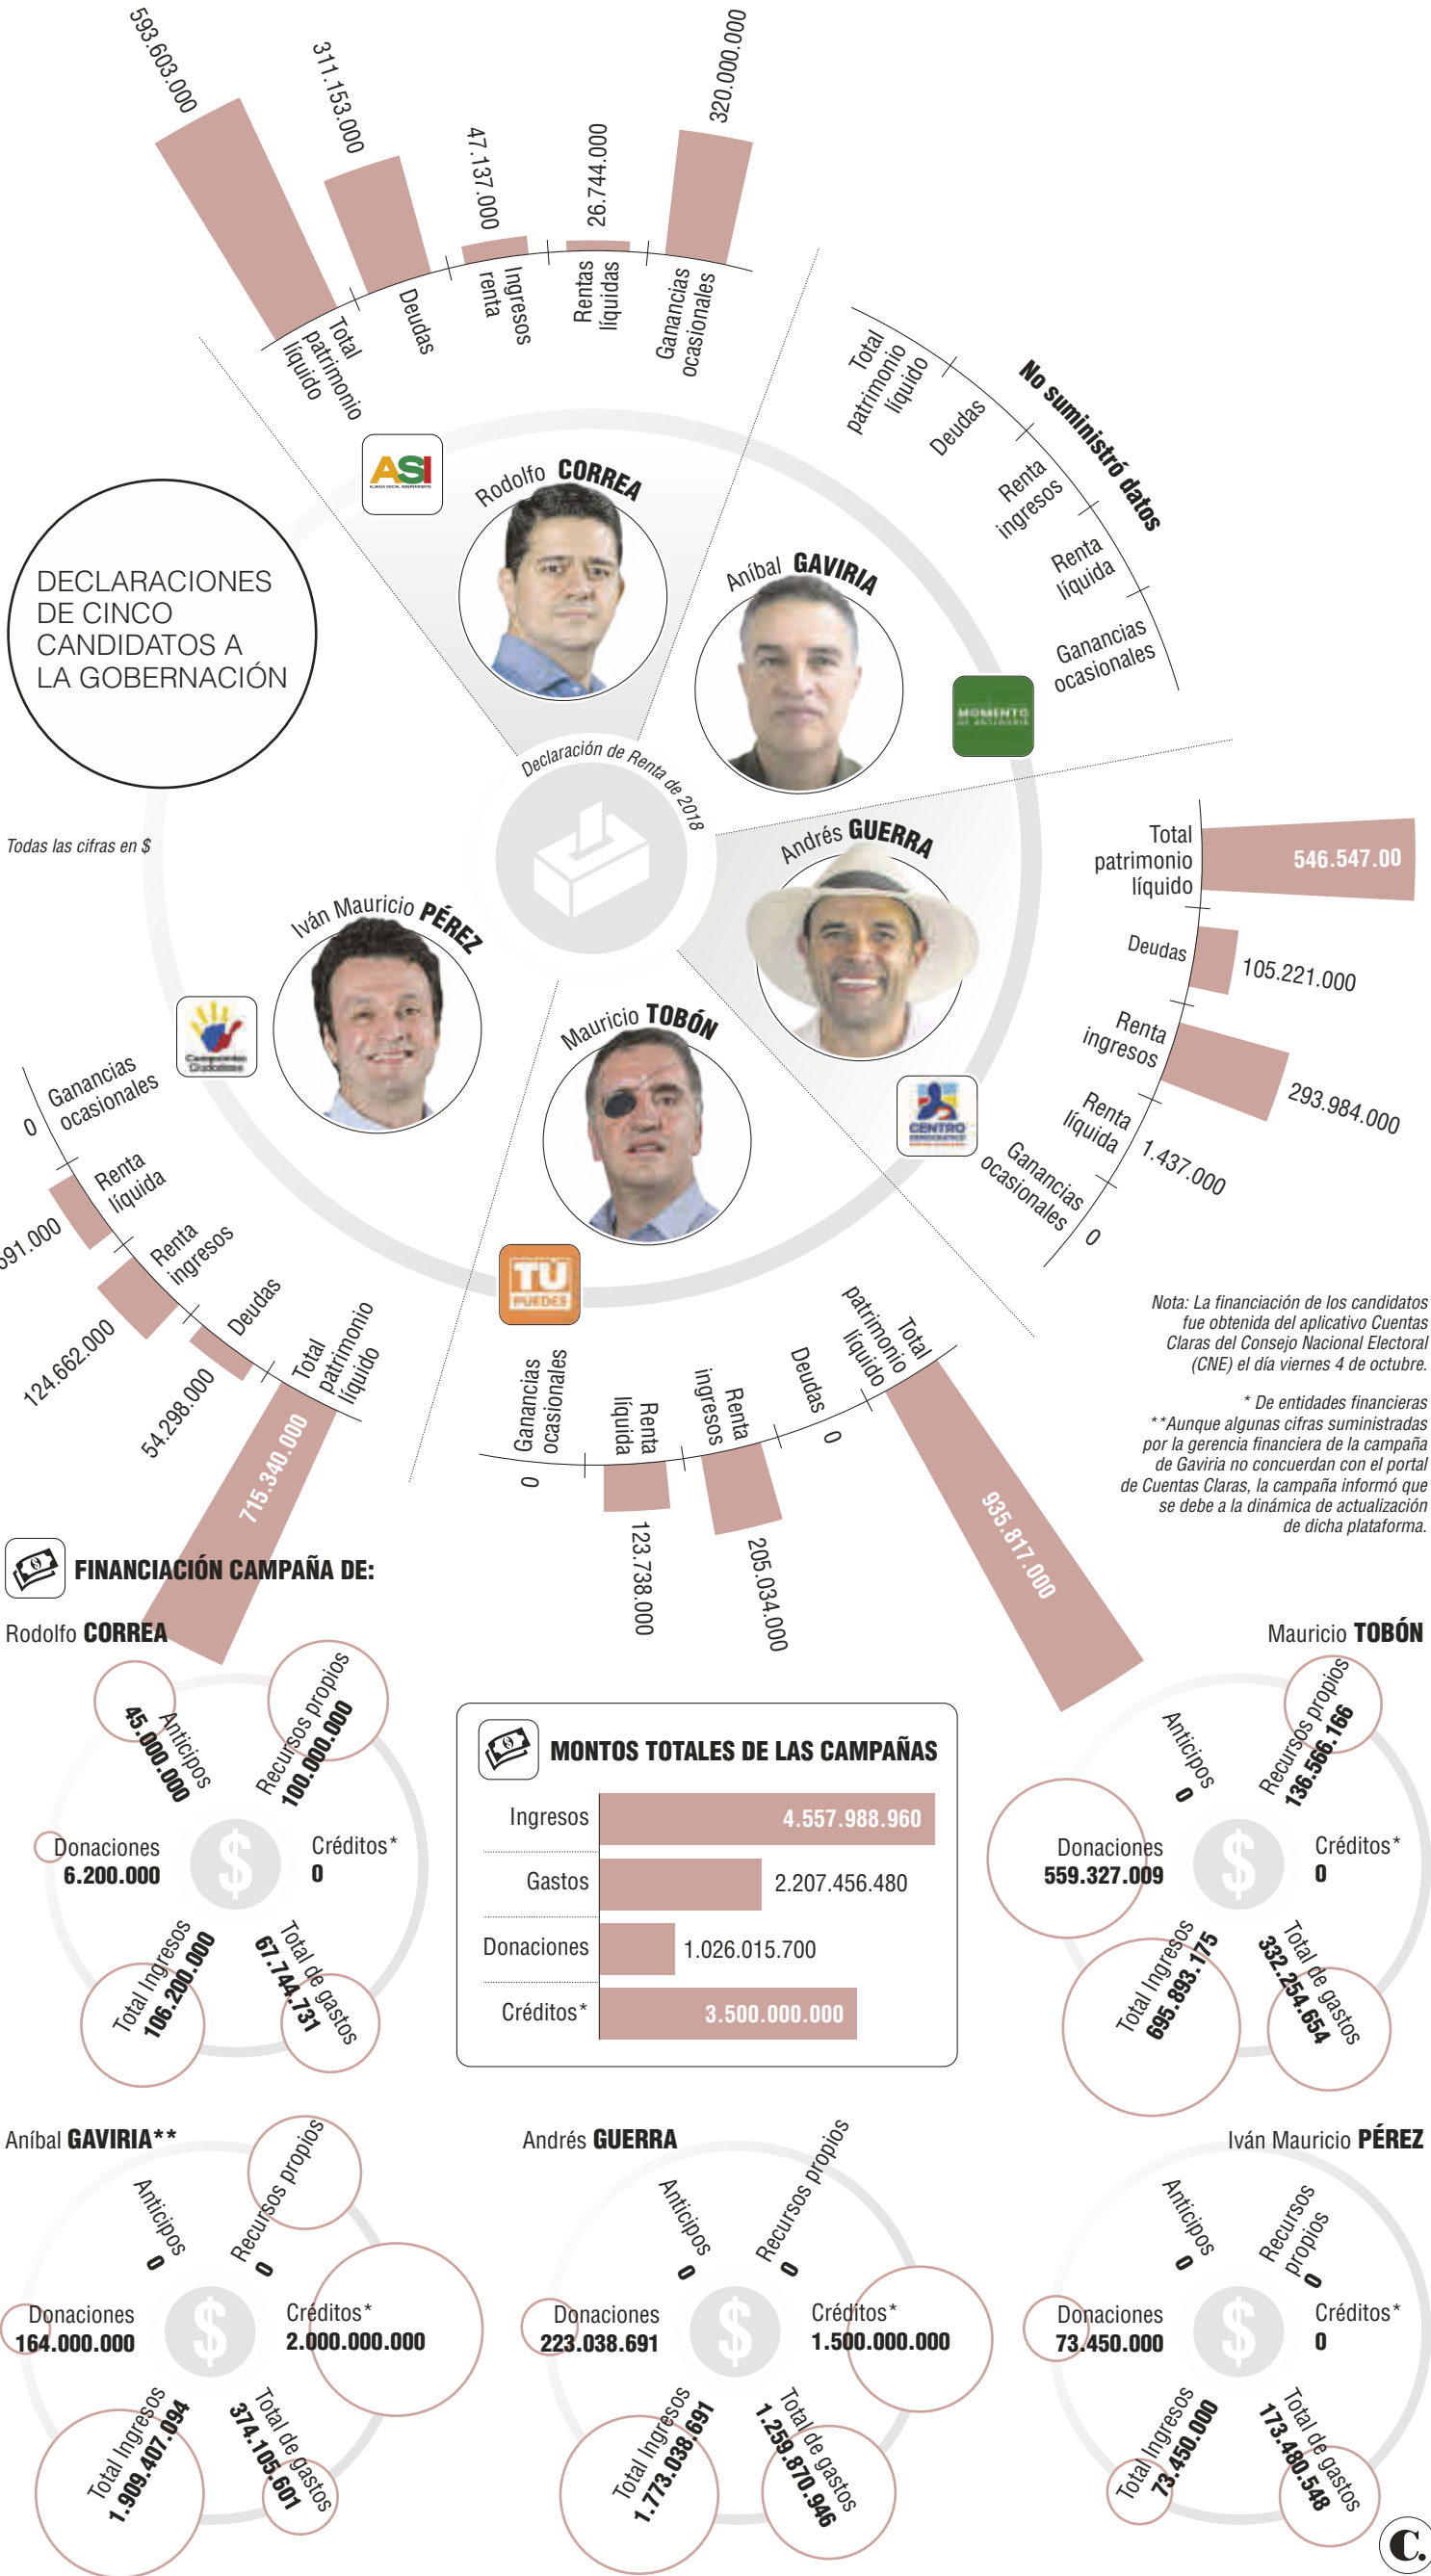 593.603.000
311.153.000
47.137.000
26.744.000
320.000.000
Total
patrimonio
líquido
Deudas
Ingresos
renta
Rentas
líquidas
Ganancias
ocasionales
ASI
ALIANZA SOCIAL INDEPENDIENTE
Rodolfo CORREA
Total
patrimonio
líquido
Deudas
Renta
ingresos
Renta
líquida
Ganancias
ocasionales
No suministró datos
Aníbal GAVIRIA
MOMENTO
DECLARACIONES
DE CINCO
CANDIDATOS A
LA GOBERNACIÓN
Todas las cifras en $
Declaración de Renta de 2018
Andrés GUERRA
CENTRO
DEMOCRÁTICO
Total
patrimonio
líquido
546.547.00
Deudas
105.221.000
Renta
ingresos
293.984.000
Renta
líquida
1.437.000
Ganancias
ocasionales
0
Iván Mauricio PÉREZ
Ciudadano
Ganancias
ocasionales
0
Renta
líquida
591.000
Renta
ingresos
124.662.000
Deudas
54.298.000
Total
patrimonio
líquido
715.340.000
Mauricio TOBÓN
TÚ
PUEDES
Ganancias
ocasionales
0
Renta
líquida
123.738.000
Renta
ingresos
205.034.000
Deudas
0
Total
patrimonio
líquido
935.817.000
Nota: La financiación de los candidatos
fue obtenida del aplicativo Cuentas
Claras del Consejo Nacional Electoral
(CNE) el día viernes 4 de octubre.
* De entidades financieras
**Aunque algunas cifras suministradas
por la gerencia financiera de la campaña
de Gaviria no concuerdan con el portal
de Cuentas Claras, la campaña informó que
se debe a la dinámica de actualización
de dicha plataforma.
FINANCIACIÓN CAMPAÑA DE:
Rodolfo CORREA
Anticipos
45.000.000
Recursos propios
100.000.000
Donaciones
6.200.000
Créditos*
0
$
Total Ingresos
106.200.000
Total de gastos
67.744.731
MONTOS TOTALES DE LAS CAMPAÑAS
Ingresos 4.557.988.960
Gastos 2.207.456.480
Donaciones 1.026.015.700
Créditos* 3.500.000.000
Mauricio TOBÓN
Anticipos
0
Recursos propios
136.566.166
Donaciones
559.327.009
Créditos*
0
$
Total Ingresos
695.893.175
Total de gastos
332.254.654
Aníbal GAVIRIA**
Anticipos
0
Recursos propios
0
Donaciones
164.000.000
Créditos*
2.000.000.000
$
Total Ingresos
1.909.407.094
Total de gastos
374.105.601
Andrés GUERRA
Anticipos
0
Recursos propios
0
Donaciones
223.038.691
Créditos*
1.500.000.000
$
Total Ingresos
1.773.038.691
Total de gastos
1.259.870.946
Iván Mauricio PÉREZ
Anticipos
0
Recursos
propios
0
Donaciones
73.450.000
Créditos*
0
$
Total Ingresos
73.450.000
Total de gastos
173.480.548
C.